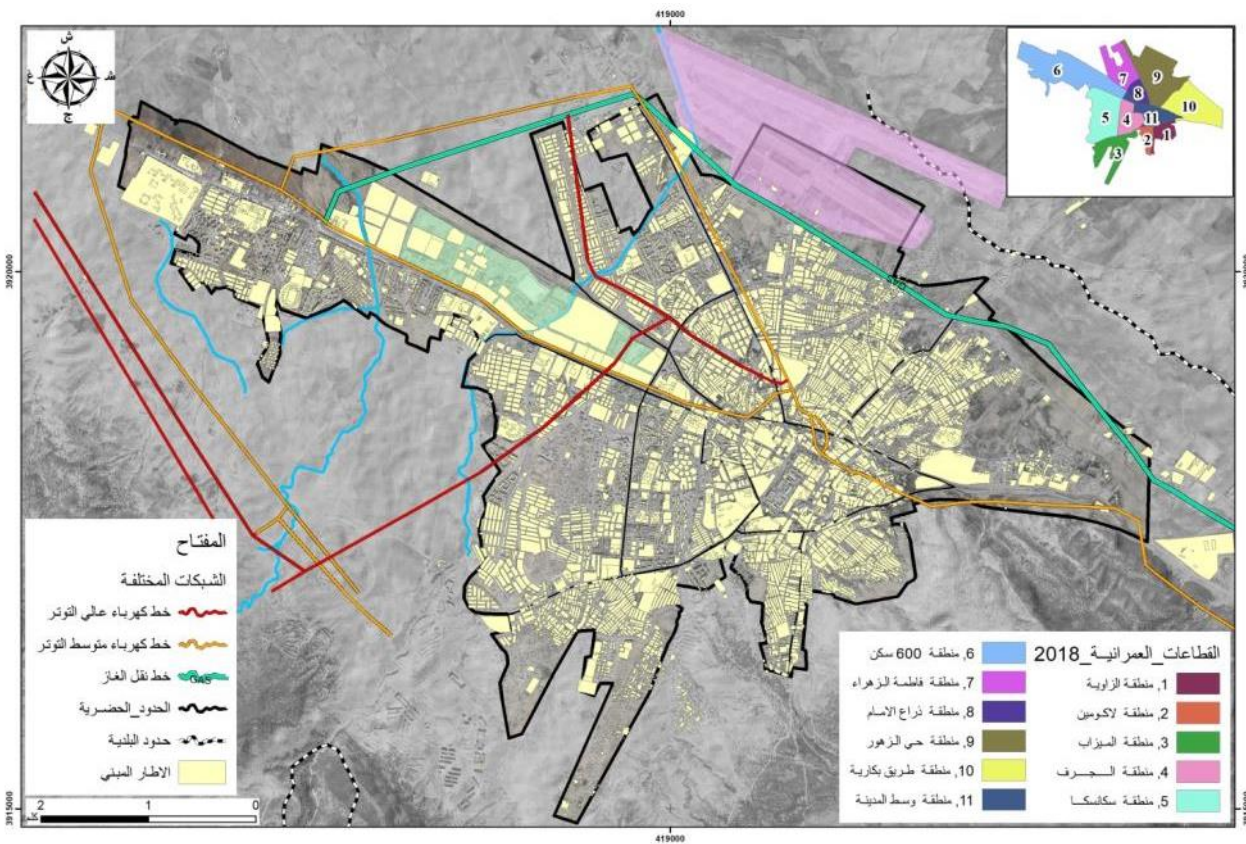 419000
ش
غ
ش
ج
6
7
9
8
10
5
4
11
2
1
3
3920000
3920000
GAS
المفتاح
الشبكات المختلفة
خط كهرباء عالي التوتر
خط كهرباء متوسط التوتر
خط نقل الغاز
GAS
الحدود_الحضرية
حدود البلدية
الاطار المبني
2 1 0
كلم
القطاعات_العمرانية_2018
1, منطقة الزاوية
2, منطقة لاكومين
3, منطقة الميزاب
4, منطقة الجرف
5, منطقة سكانسكا
6, منطقة 600 سكن
7, منطقة فاطمة الزهراء
8, منطقة ذراع الامام
9, منطقة حي الزهور
10, منطقة طريق بكارية
11, منطقة وسط المدينة
3915000
419000